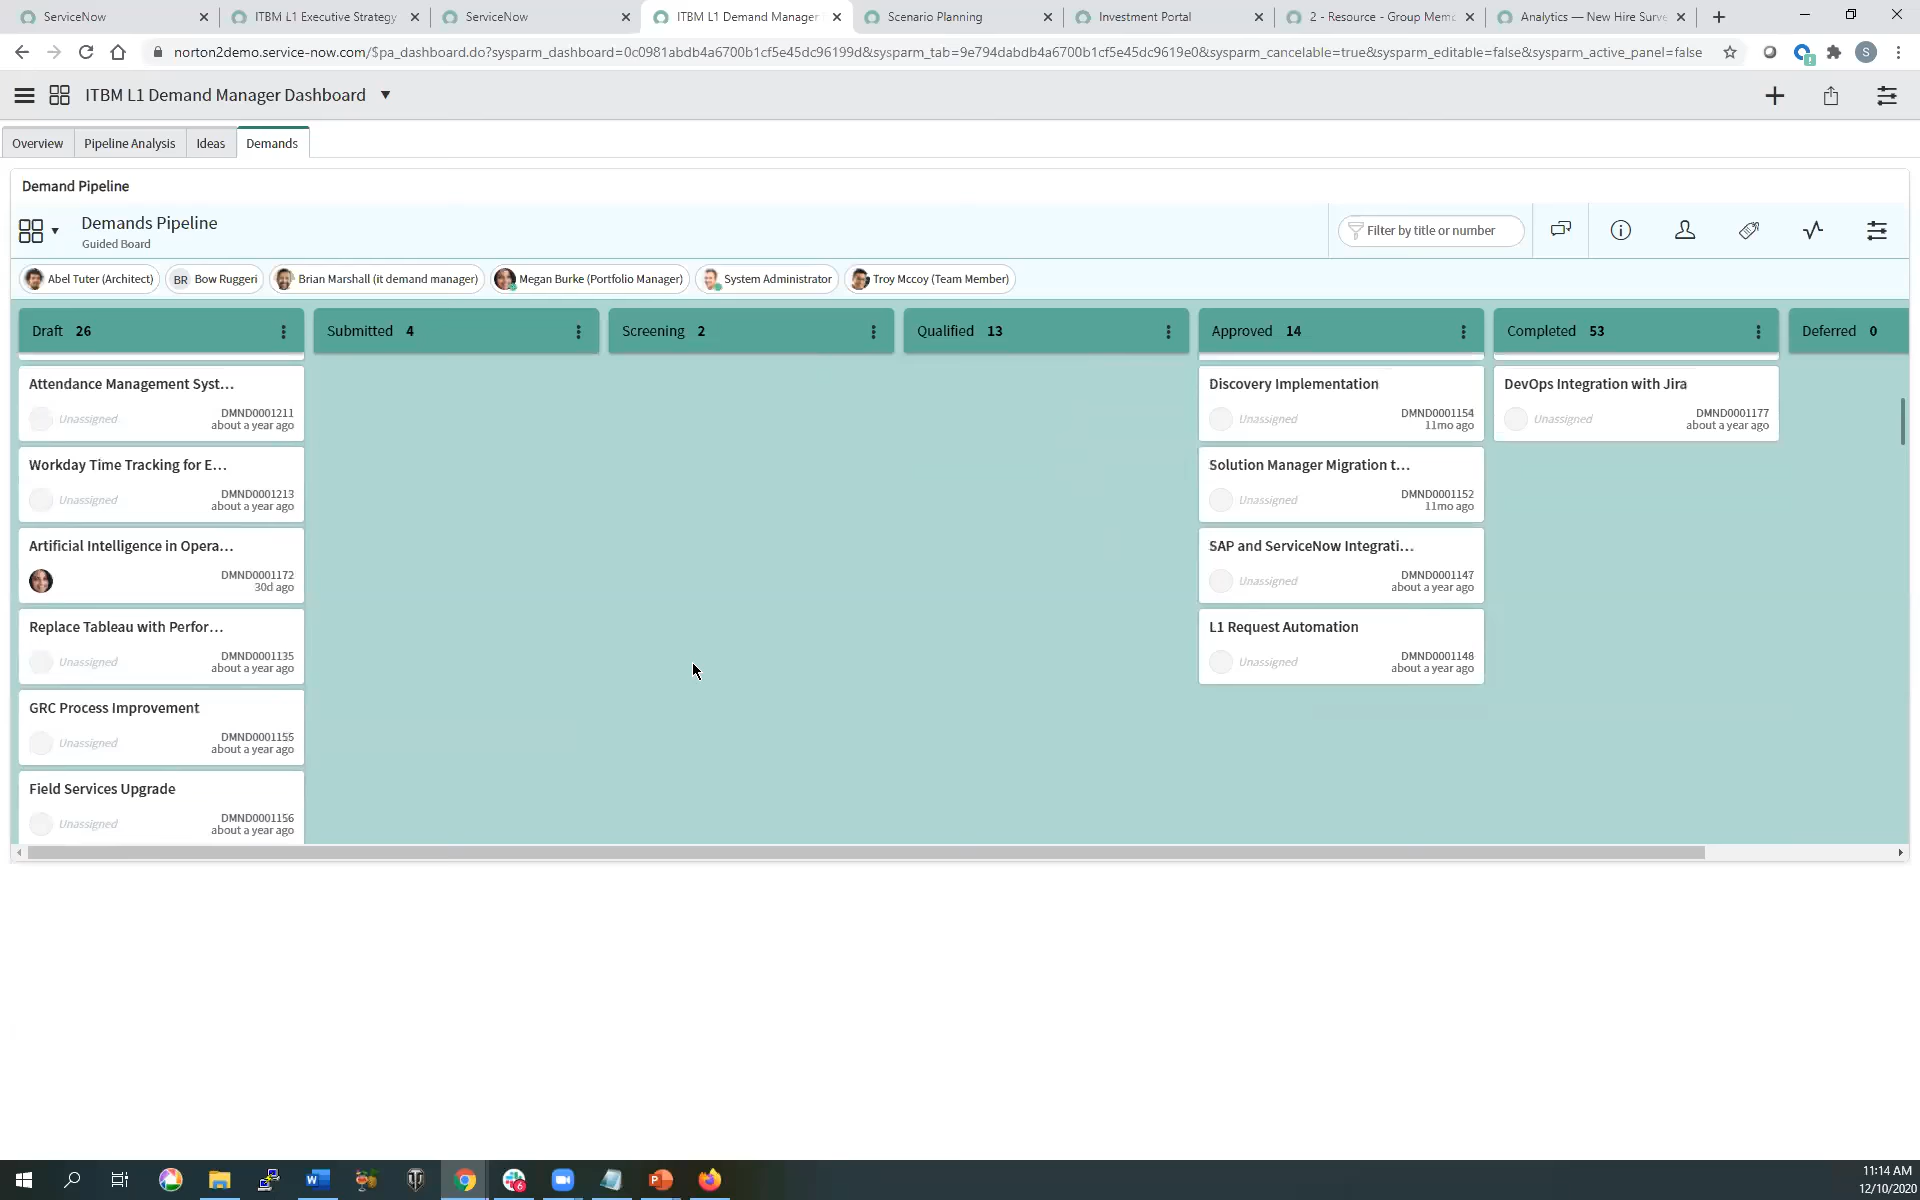 ServiceNow
ITBM L1 Executive Strategy
ServiceNow
ITBM L1 Demand Manager
Scenario Planning
Investment Portal
2 - Resource - Group Memb
Analytics — New Hire Surve
norton2demo.service-now.com/$pa_dashboard.do?sysparm_dashboard=0c0981abdb4a6700b1cf5e45dc96199d&sysparm_tab=9e794dabdb4a6700b1cf5e45dc9619e0&sysparm_cancelable=true&sysparm_editable=false&sysparm_active_panel=false
S
ITBM L1 Demand Manager Dashboard
Overview
Pipeline Analysis
Ideas
Demands
Demand Pipeline
Demands Pipeline
Guided Board
Filter by title or number
Abel Tuter (Architect)
BR Bow Ruggeri
Brian Marshall (it demand manager)
Megan Burke (Portfolio Manager)
System Administrator
Troy Mccoy (Team Member)
Draft 26
Submitted 4
Screening 2
Qualified 13
Approved 14
Completed 53
Deferred 0
Attendance Management Syst...
Unassigned
DMND0001211
about a year ago
Workday Time Tracking for E...
Unassigned
DMND0001213
about a year ago
Artificial Intelligence in Opera...
DMND0001172
30d ago
Replace Tableau with Perfor...
Unassigned
DMND0001135
about a year ago
GRC Process Improvement
Unassigned
DMND0001155
about a year ago
Field Services Upgrade
Unassigned
DMND0001156
about a year ago
Discovery Implementation
Unassigned
DMND0001154
11mo ago
Solution Manager Migration t...
Unassigned
DMND0001152
11mo ago
SAP and ServiceNow Integrati...
Unassigned
DMND0001147
about a year ago
L1 Request Automation
Unassigned
DMND0001148
about a year ago
DevOps Integration with Jira
Unassigned
DMND0001177
about a year ago
11:14 AM
12/10/2020